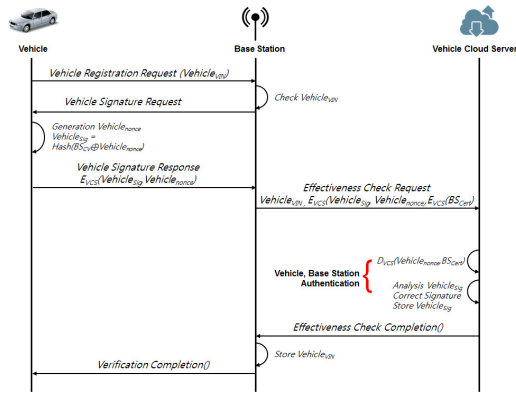 Vehicle
Base Station
Vehicle Cloud Server
Vehicle Registration Request (VehicleVIN)
Check VehicleVIN
Vehicle Signature Request
Generation Vehiclenonce
VehicleSig =
Hash(BSCV⊕Vehiclenonce)
Vehicle Signature Response
EVCS(VehicleSig, Vehiclenonce)
Effectiveness Check Request
VehicleVIN , EVCS(VehicleSig, Vehiclenonce,EVCS(BSCert)
DVCS(Vehiclenonce,BSCert)
Vehicle, Base Station
Authentication
Analysis VehicleSig
Correct Signature
Store VehicleSig
Effectiveness Check Completion()
Store VehicleVIN
Verification Completion()